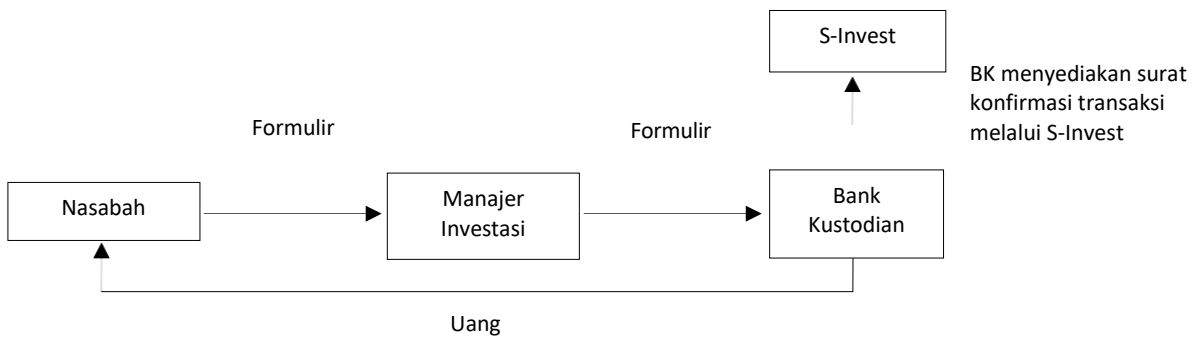 S-Invest
BK menyediakan surat
konfirmasi transaksi
melalui S-Invest
Formulir
Formulir
Nasabah
Manajer
Investasi
Bank
Kustodian
Uang